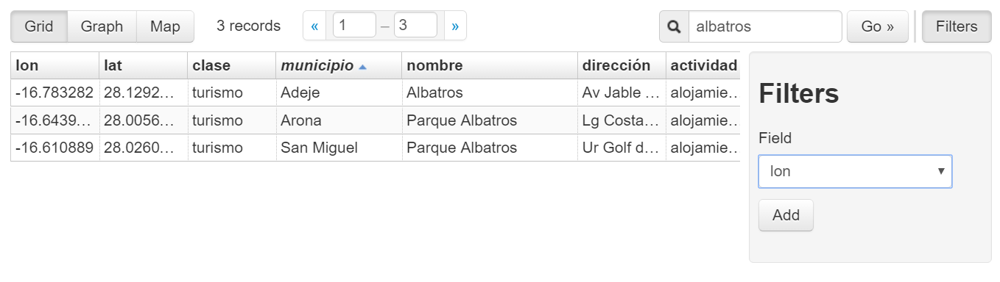 Grid Graph Map 3 records « 1 – 3 » albatros Go » Filters
lon lat clase municipio nombre dirección actividad
-16.783282 28.1292... turismo Adeje Albatros Av Jable ... alojamie...
-16.6439... 28.0056... turismo Arona Parque Albatros Lg Costa... alojamie...
-16.610889 28.0260... turismo San Miguel Parque Albatros Ur Golf d... alojamie...
Filters
Field
lon
Add